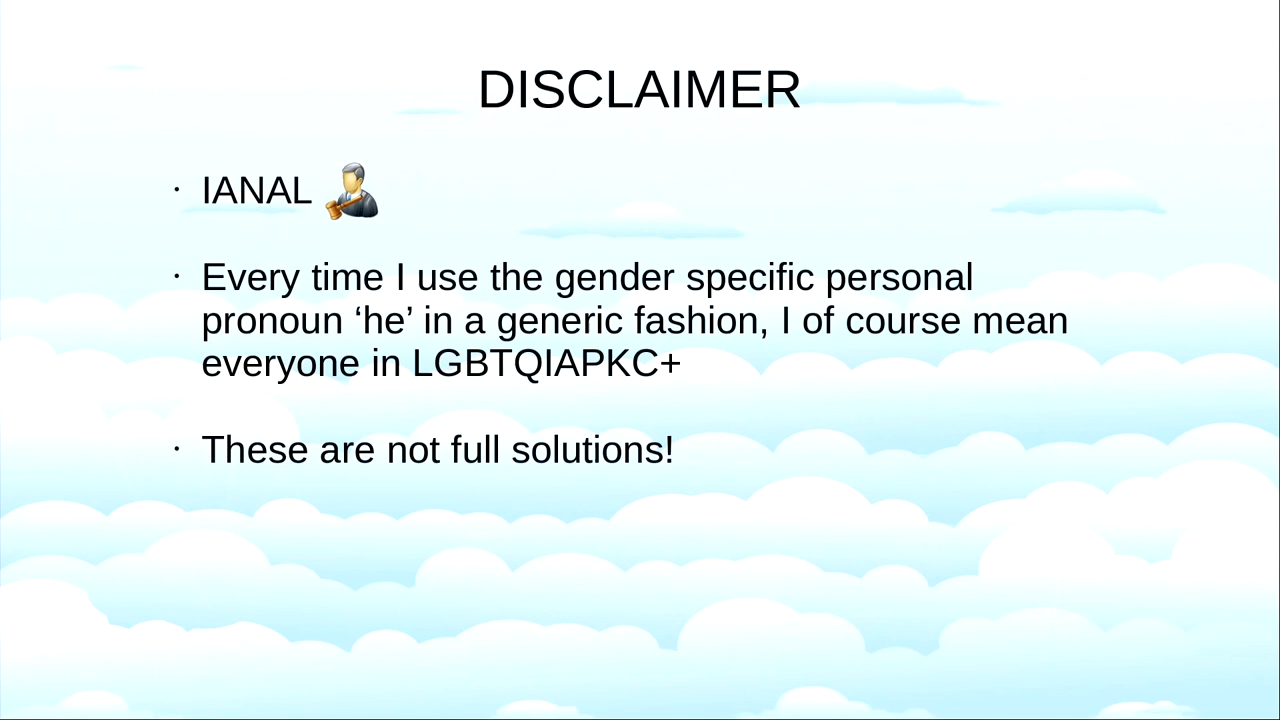 DISCLAIMER
· IANAL
· Every time I use the gender specific personal
pronoun ‘he’ in a generic fashion, I of course mean
everyone in LGBTQIAPKC+
· These are not full solutions!